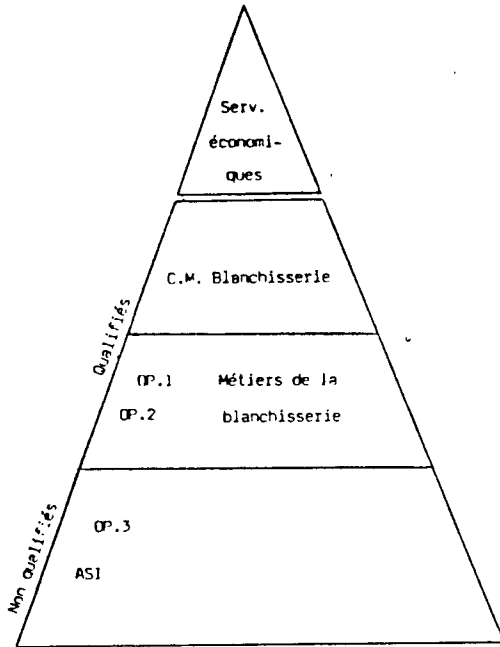 Serv.
économi-
ques
C.M. Blanchisserie
Qualifiés
OP.1 Métiers de la
OP.2 blanchisserie
Non qualifiés
OP.3
ASI